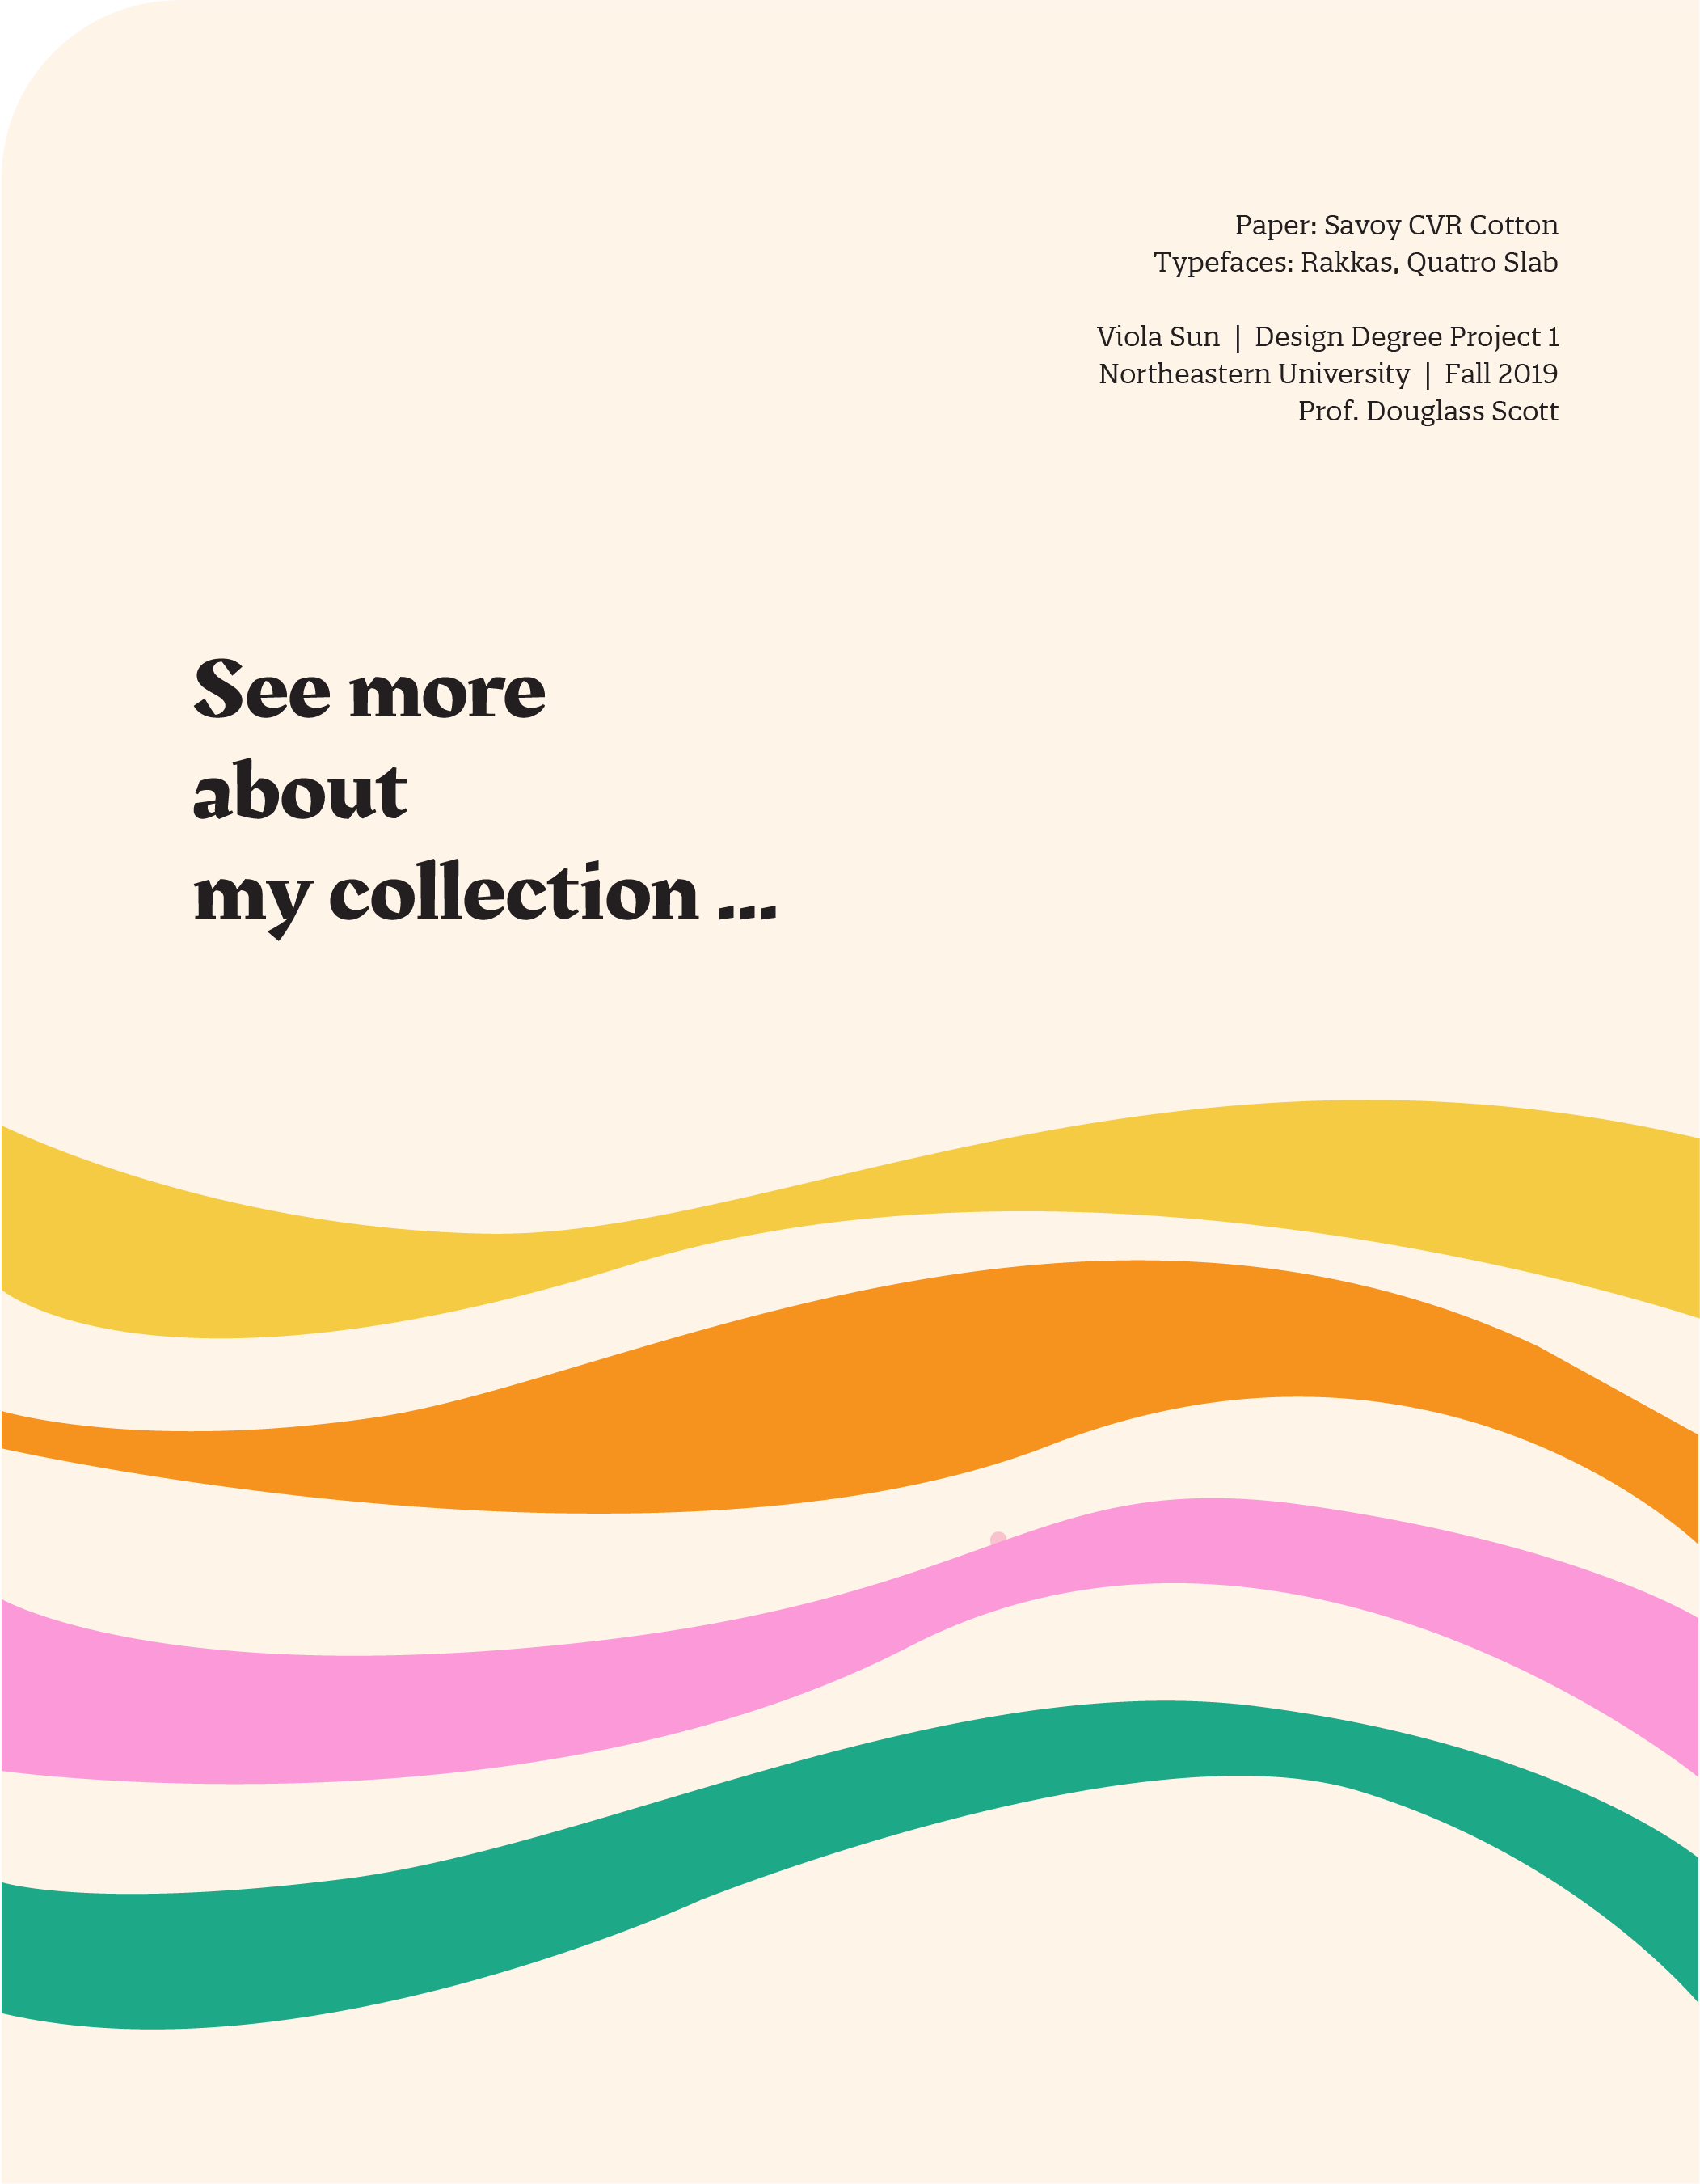 Paper: Savoy CVR Cotton
Typefaces: Rakkas, Quatro Slab
Viola Sun | Design Degree Project 1
Northeastern University | Fall 2019
Prof. Douglass Scott
See more
about
my collection ...